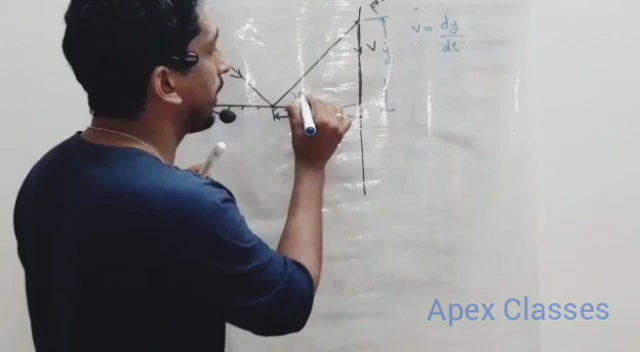 P
v = dy
dt
V
y
Apex Classes